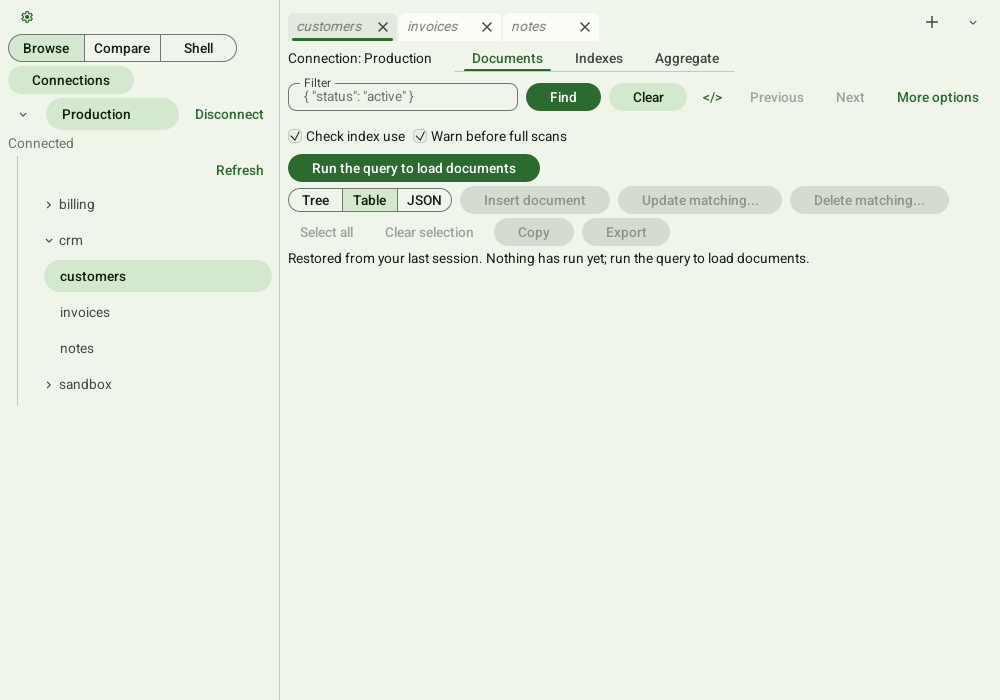 Browse Compare Shell
Connections
Production Disconnect
Connected
Refresh
billing
crm
customers
invoices
notes
sandbox
customers invoices notes
Connection: Production Documents Indexes Aggregate
Filter
{ "status": "active" } Find Clear </> Previous Next More options
Check index use Warn before full scans
Run the query to load documents
Tree Table JSON Insert document Update matching... Delete matching...
Select all Clear selection Copy Export
Restored from your last session. Nothing has run yet; run the query to load documents.